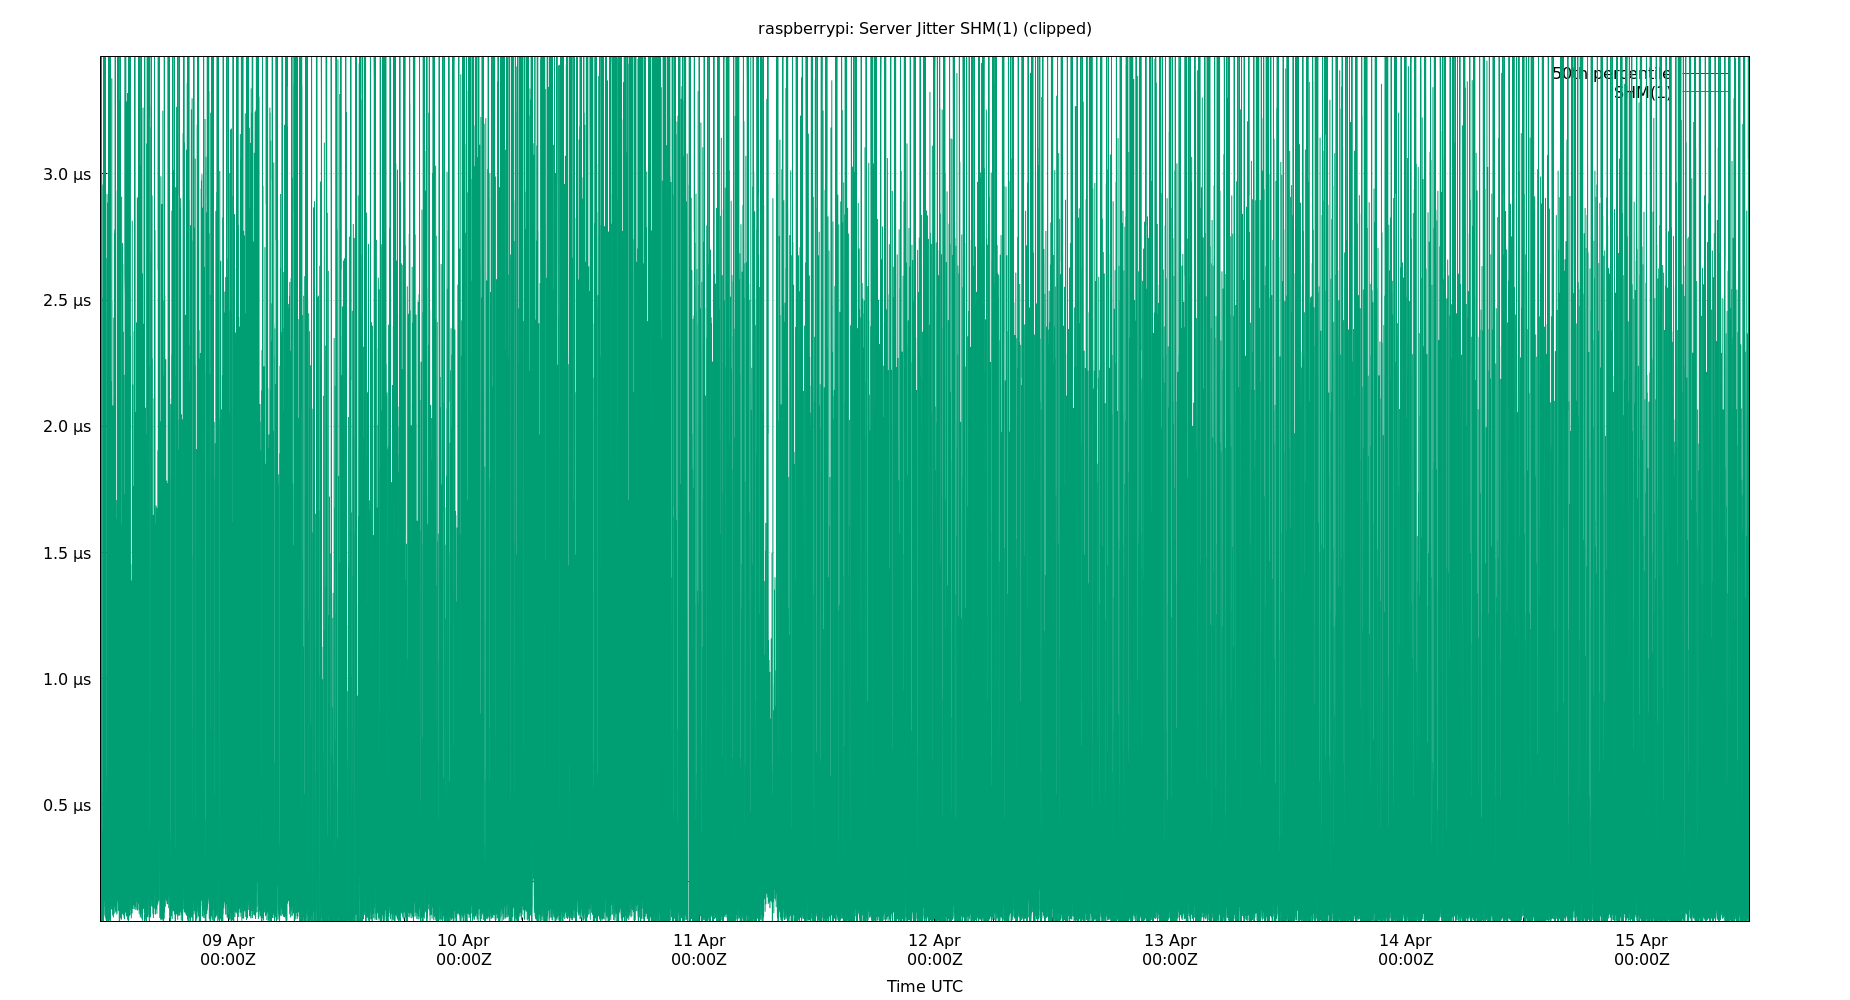 raspberrypi: Server Jitter SHM(1) (clipped)
50th percentile
SHM(1)
3.0 μs
2.5 μs
2.0 μs
1.5 μs
1.0 μs
0.5 μs
09 Apr 10 Apr 11 Apr 12 Apr 13 Apr 14 Apr 15 Apr
00:00Z 00:00Z 00:00Z 00:00Z 00:00Z 00:00Z 00:00Z
Time UTC